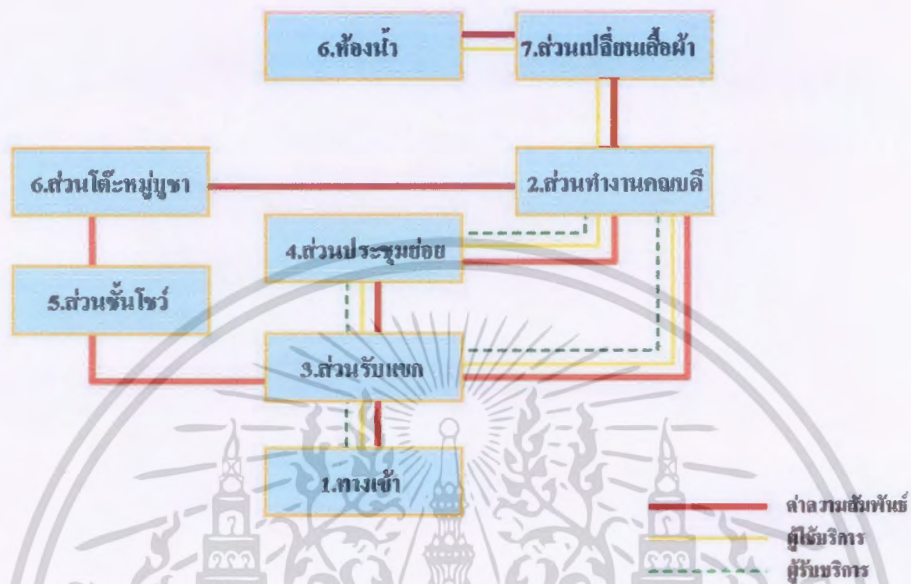 6.ห้องน้ำ
7.ส่วนเปลี่ยนเสื้อผ้า
6.ส่วนโต๊ะหมู่บูชา
2.ส่วนทำงานคณบดี
4.ส่วนประชุมย่อย
5.ส่วนชั้นโชว์
3.ส่วนรับแขก
1.ทางเข้า
ค่าความสัมพันธ์
ผู้ใช้บริการ
ผู้รับบริการ